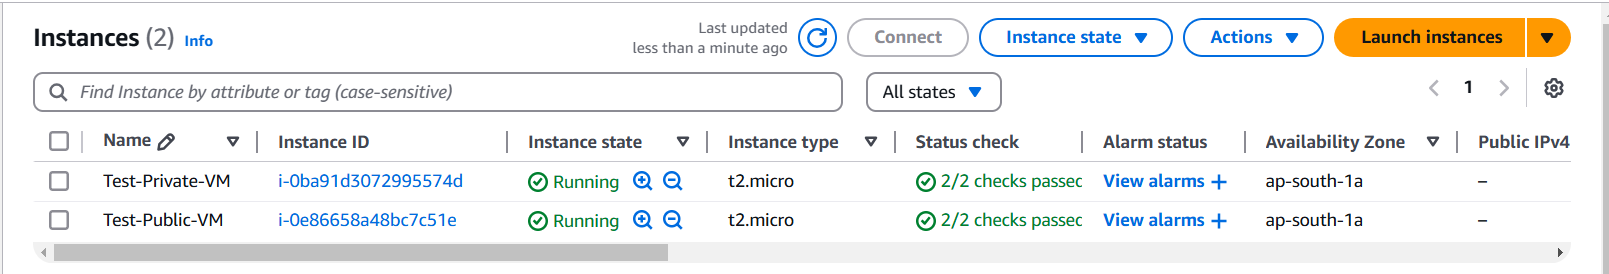 Instances (2) Info
Last updated
less than a minute ago
Connect
Instance state
Actions
Launch instances
Find Instance by attribute or tag (case-sensitive)
All states
1
Name Instance ID Instance state Instance type Status check Alarm status Availability Zone Public IPv4
Test-Private-VM i-0ba91d3072995574d Running t2.micro 2/2 checks passed View alarms + ap-south-1a –
Test-Public-VM i-0e86658a48bc7c51e Running t2.micro 2/2 checks passed View alarms + ap-south-1a –